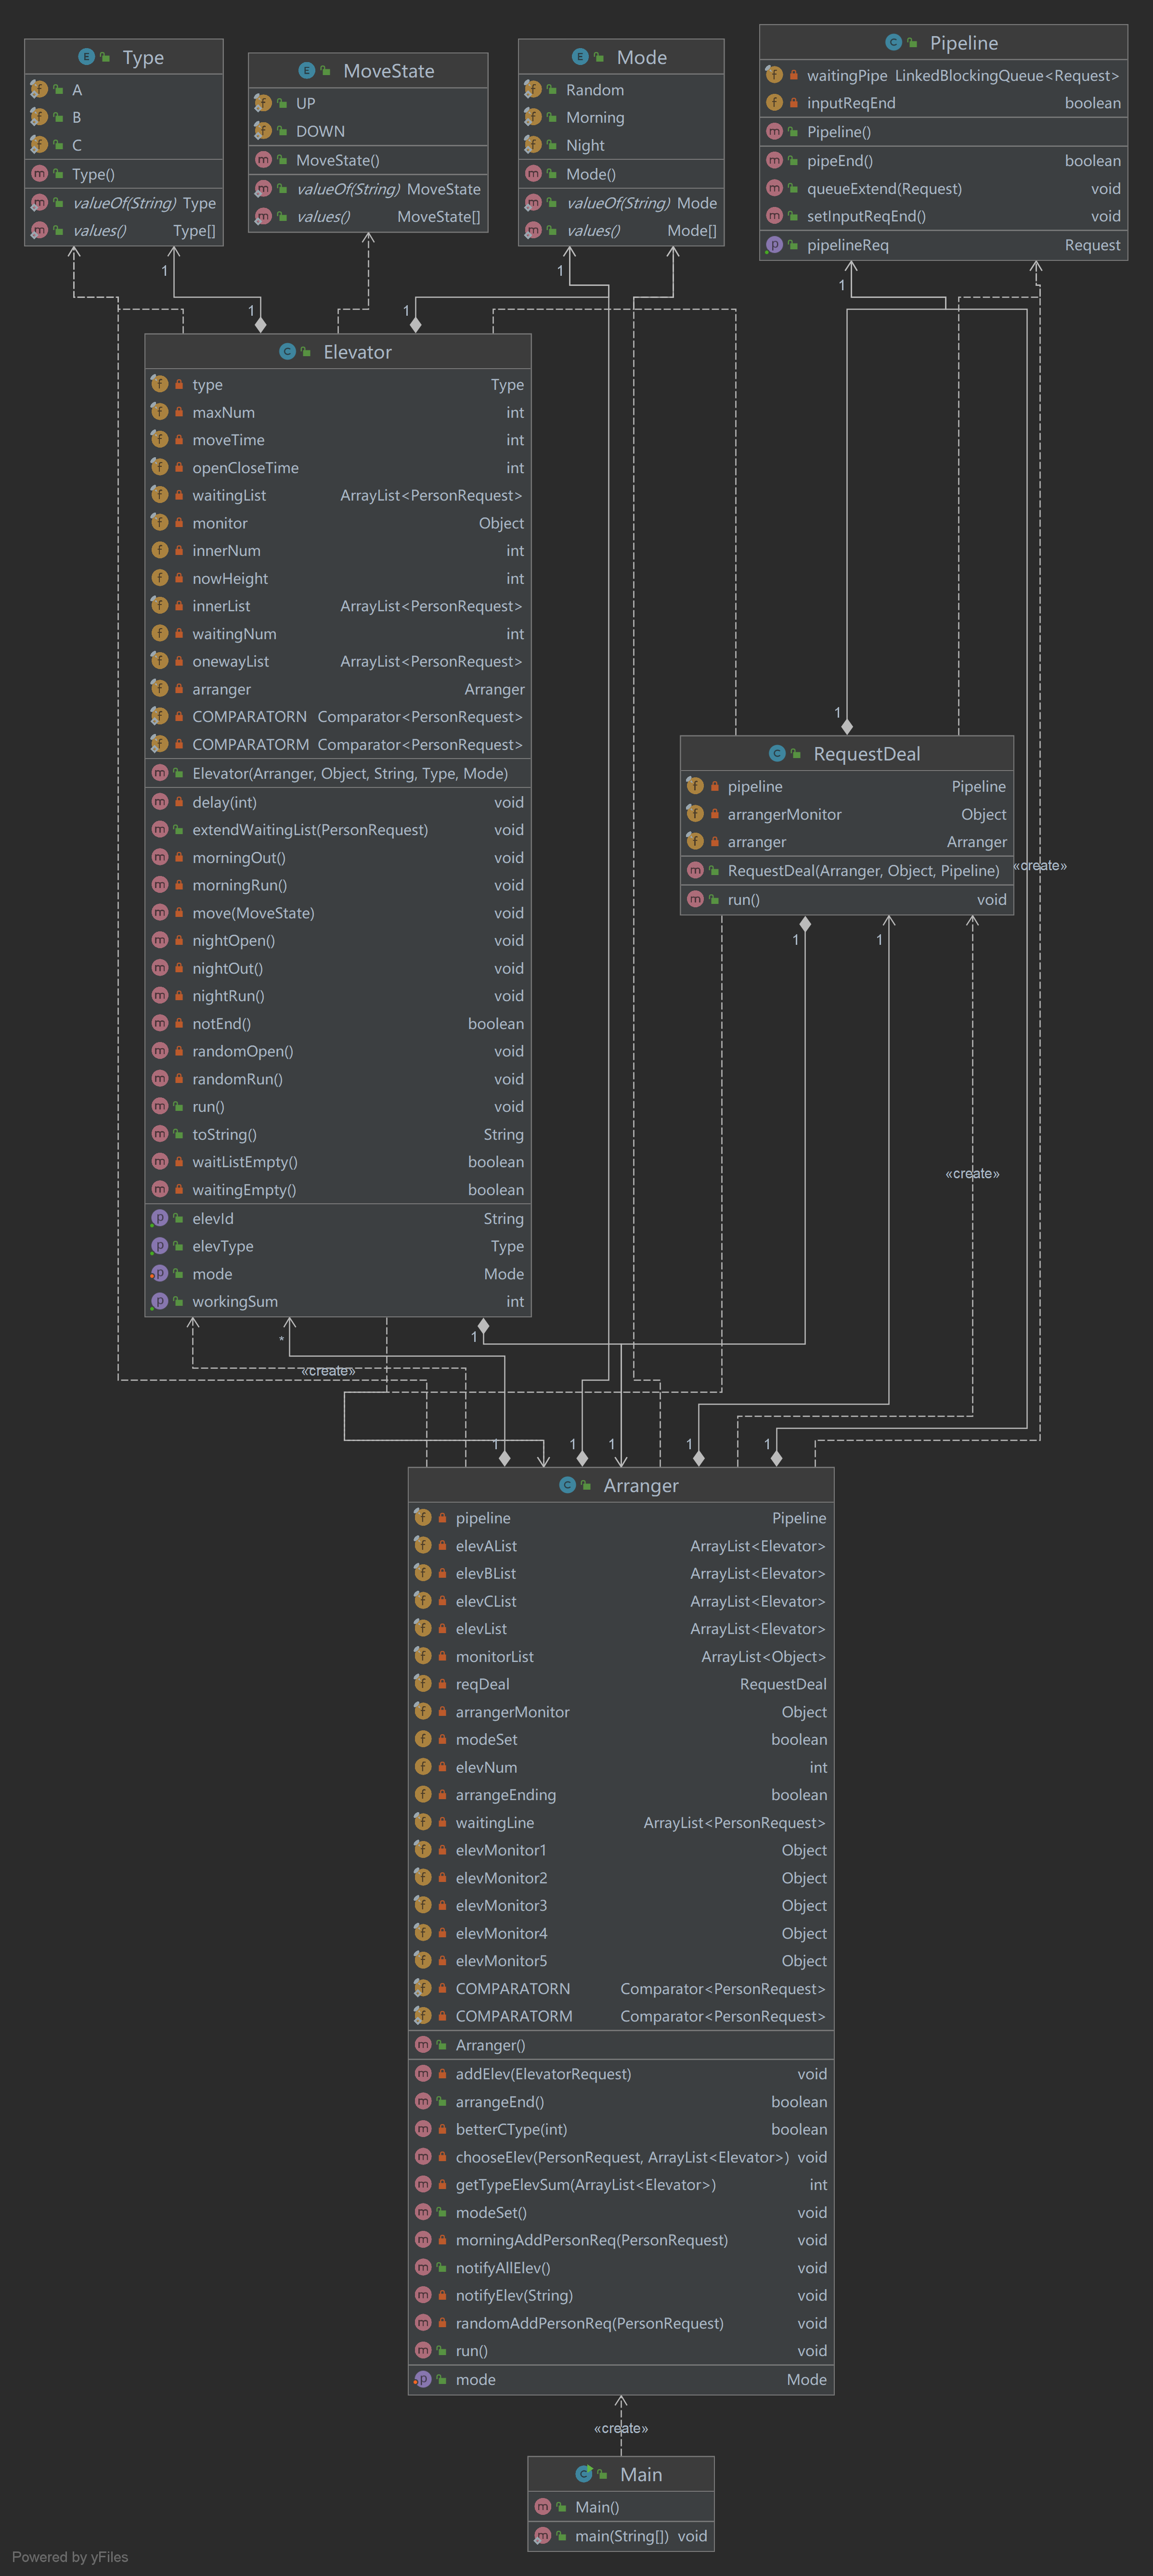 Type
A
B
C
Type()
valueOf(String) Type
values() Type[]
MoveState
UP
DOWN
MoveState()
valueOf(String) MoveState
values() MoveState[]
Mode
Random
Morning
Night
Mode()
valueOf(String) Mode
values() Mode[]
Pipeline
waitingPipe LinkedBlockingQueue<Request>
inputReqEnd boolean
Pipeline()
pipeEnd() boolean
queueExtend(Request) void
setInputReqEnd() void
pipelineReq Request
1
1
1
1
1
Elevator
type Type
maxNum int
moveTime int
openCloseTime int
waitingList ArrayList<PersonRequest>
monitor Object
innerNum int
nowHeight int
innerList ArrayList<PersonRequest>
waitingNum int
onewayList ArrayList<PersonRequest>
arranger Arranger
COMPARATORN Comparator<PersonRequest>
COMPARATORM Comparator<PersonRequest>
Elevator(Arranger, Object, String, Type, Mode)
delay(int) void
extendWaitingList(PersonRequest) void
morningOut() void
morningRun() void
move(MoveState) void
nightOpen() void
nightOut() void
nightRun() void
notEnd() boolean
randomOpen() void
randomRun() void
run() void
toString() String
waitListEmpty() boolean
waitingEmpty() boolean
elevId String
elevType Type
mode Mode
workingSum int
1
RequestDeal
pipeline Pipeline
arrangerMonitor Object
arranger Arranger
RequestDeal(Arranger, Object, Pipeline)
run() void
«create»
1
1
«create»
*
1
«create»
1
1
1
1
1
Arranger
pipeline Pipeline
elevAList ArrayList<Elevator>
elevBList ArrayList<Elevator>
elevCList ArrayList<Elevator>
elevList ArrayList<Elevator>
monitorList ArrayList<Object>
reqDeal RequestDeal
arrangerMonitor Object
modeSet boolean
elevNum int
arrangeEnding boolean
waitingLine ArrayList<PersonRequest>
elevMonitor1 Object
elevMonitor2 Object
elevMonitor3 Object
elevMonitor4 Object
elevMonitor5 Object
COMPARATORN Comparator<PersonRequest>
COMPARATORM Comparator<PersonRequest>
Arranger()
addElev(ElevatorRequest) void
arrangeEnd() boolean
betterCType(int) boolean
chooseElev(PersonRequest, ArrayList<Elevator>) void
getTypeElevSum(ArrayList<Elevator>) int
modeSet() void
morningAddPersonReq(PersonRequest) void
notifyAllElev() void
notifyElev(String) void
randomAddPersonReq(PersonRequest) void
run() void
mode Mode
«create»
Main
Main()
main(String[]) void
Powered by yFiles